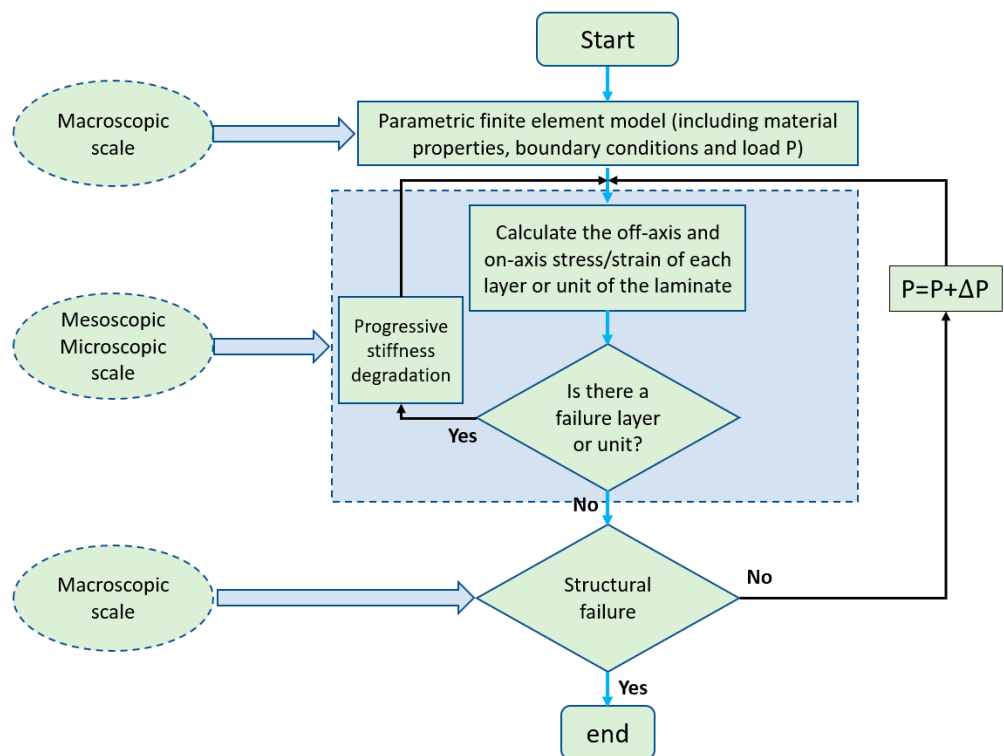 Start
Macroscopic
scale
Parametric finite element model (including material
properties, boundary conditions and load P)
Calculate the off-axis and
on-axis stress/strain of each
layer or unit of the laminate
P=P+ΔP
Mesoscopic
Microscopic
scale
Progressive
stiffness
degradation
Is there a
failure layer
or unit?
Yes
No
Macroscopic
scale
Structural
failure
No
Yes
end